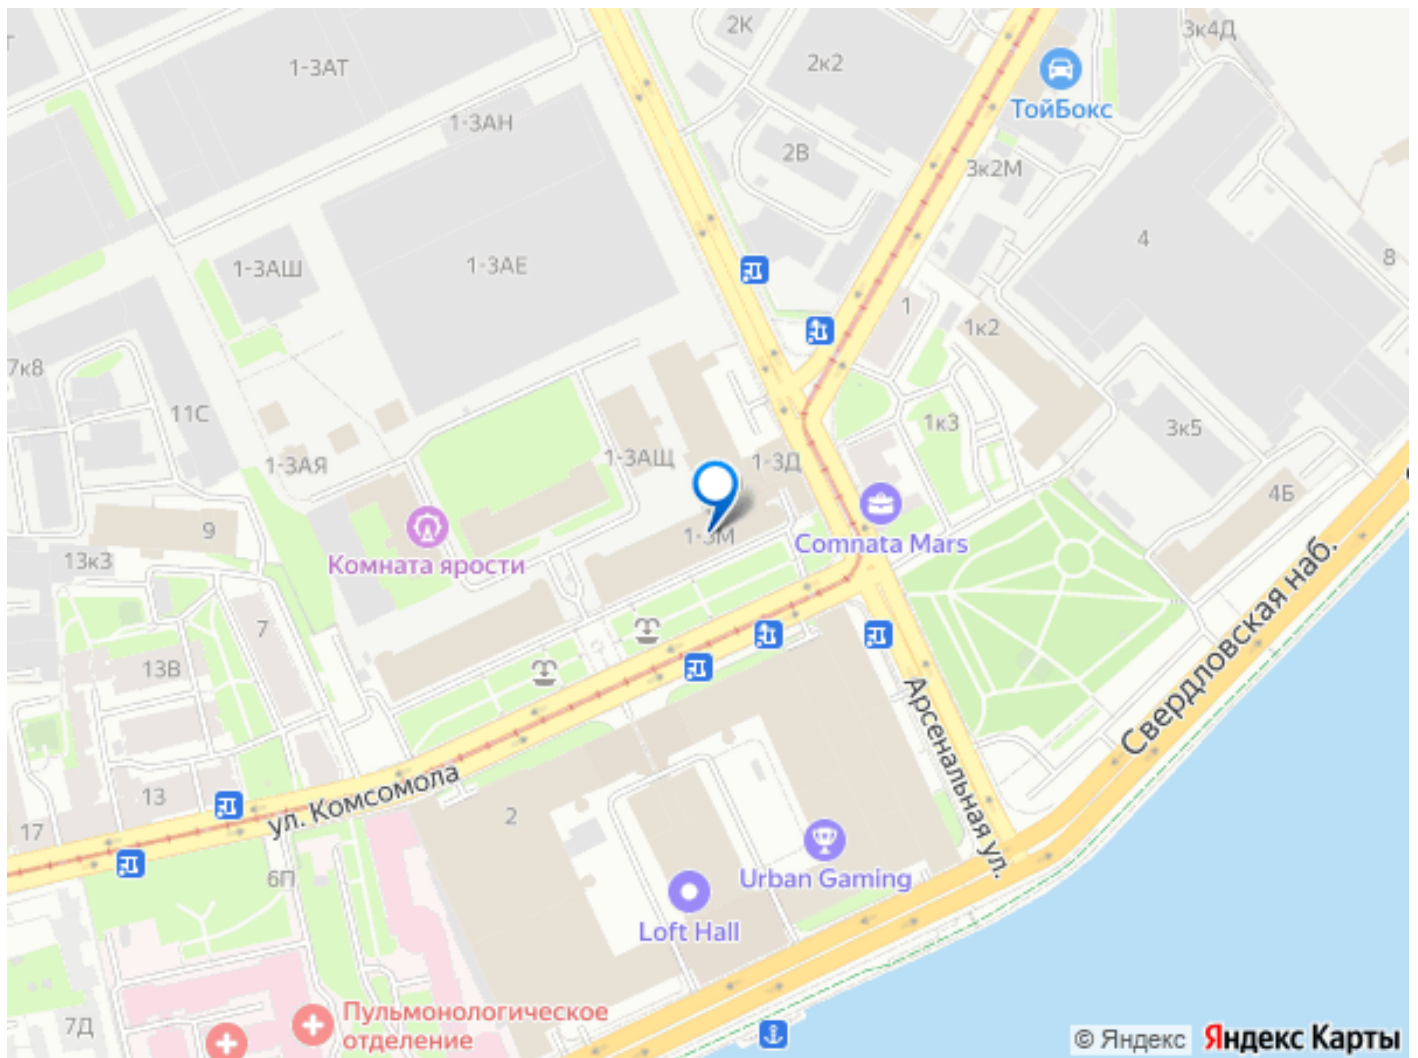 2К
3к4Д
1-3АТ
2к2
ТойБокс
1-3АН
2В
3к2М
4
8
1-3АШ
1-3АЕ
1
1к2
7к8
11С
1к3
3к5
1-3АЩ
1-3Д
1-3АЯ
4Б
9
1-3М
Comnata Mars
Комната ярости
13к3
7
Свердловская наб.
13В
Арсенальная ул.
ул. Комсомола
13
2
17
6П
Urban Gaming
Loft Hall
7Д
Пульмонологическое
отделение
© Яндекс Яндекс Карты